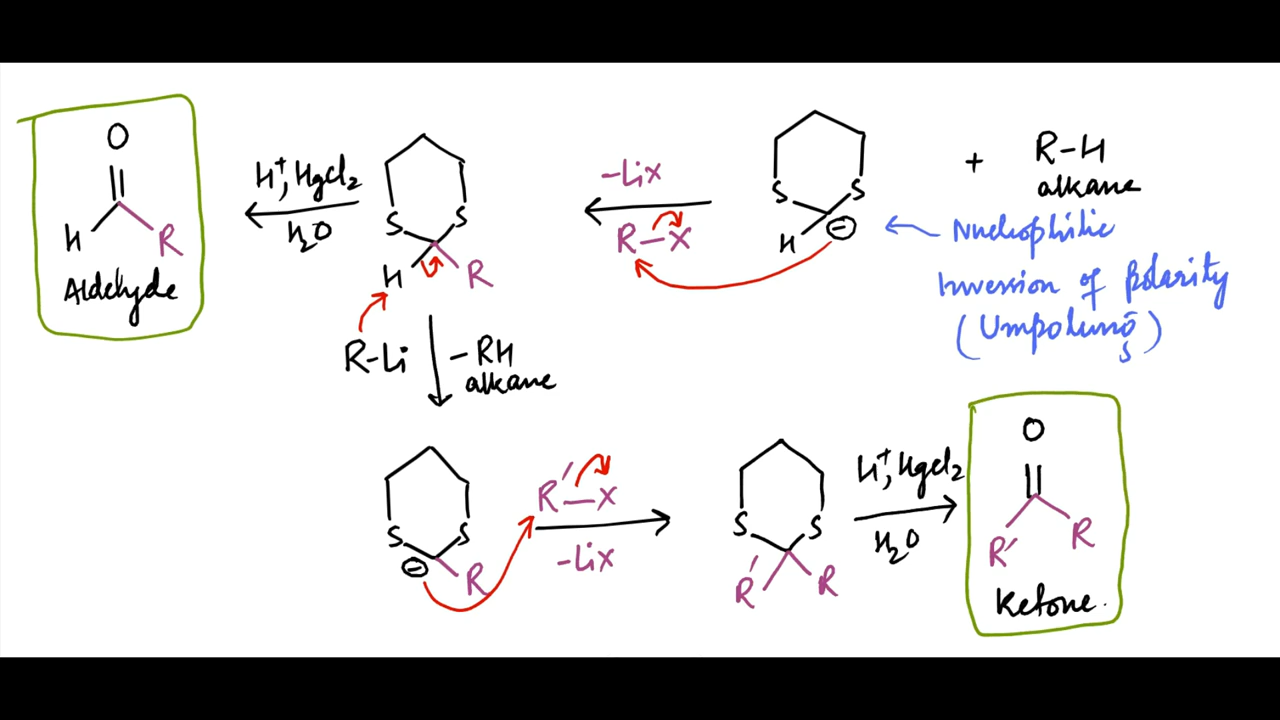 O
H
R
Aldehyde
H⁺, HgCl₂
H₂O
S
S
H
R
-LiX
R-X
S
S
H
⊖
+
R-H
alkane
Nucleophilic
Inversion of polarity
(Umpolung)
R-Li
-RH
alkane
S
S
⊖
R
R'-X
-LiX
S
S
R'
R
H⁺, HgCl₂
H₂O
O
R'
R
Ketone.